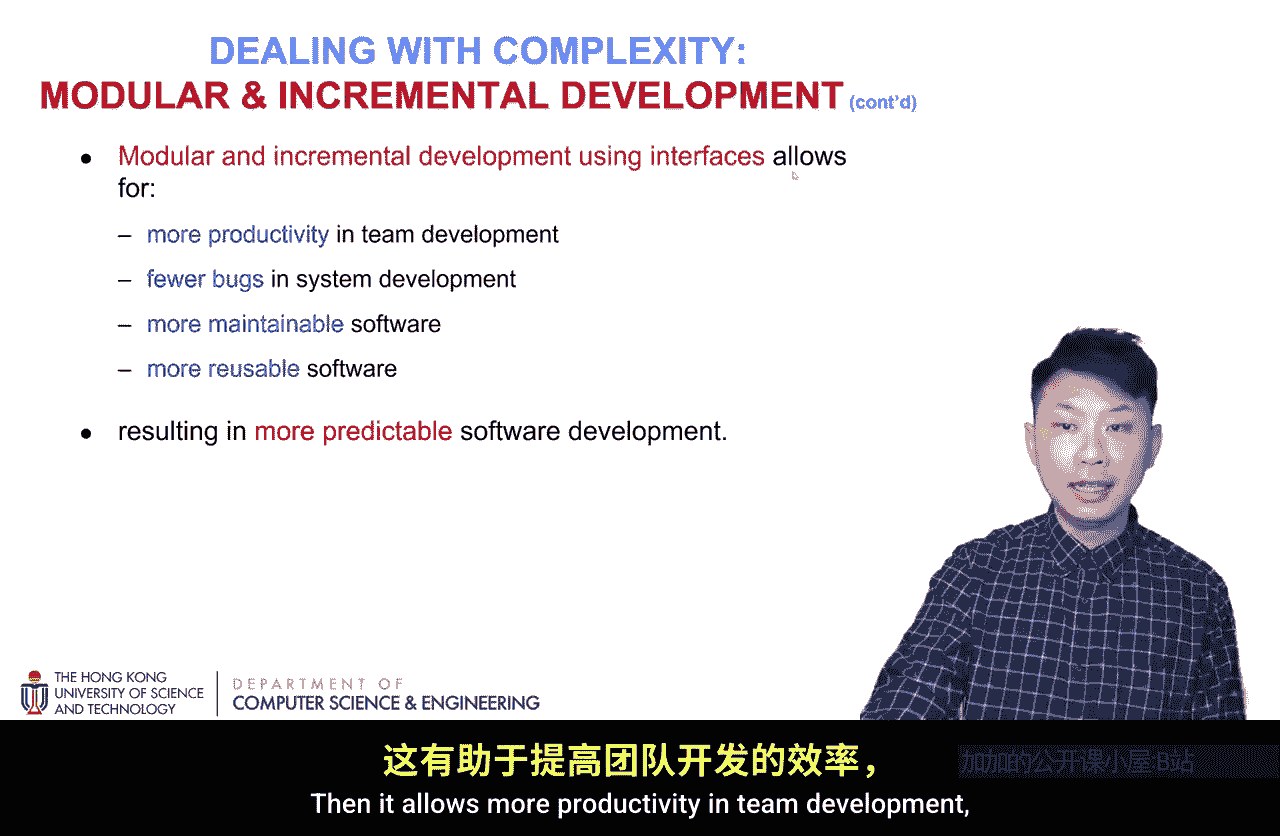 DEALING WITH COMPLEXITY:
MODULAR & INCREMENTAL DEVELOPMENT (cont'd)
● Modular and incremental development using interfaces allows
for:
– more productivity in team development
– fewer bugs in system development
– more maintainable software
– more reusable software
● resulting in more predictable software development.
THE HONG KONG
UNIVERSITY OF SCIENCE
AND TECHNOLOGY
DEPARTMENT OF
COMPUTER SCIENCE & ENGINEERING
这有助于提高团队开发的效率，
加加的公开课小屋·B站
Then it allows more productivity in team development,